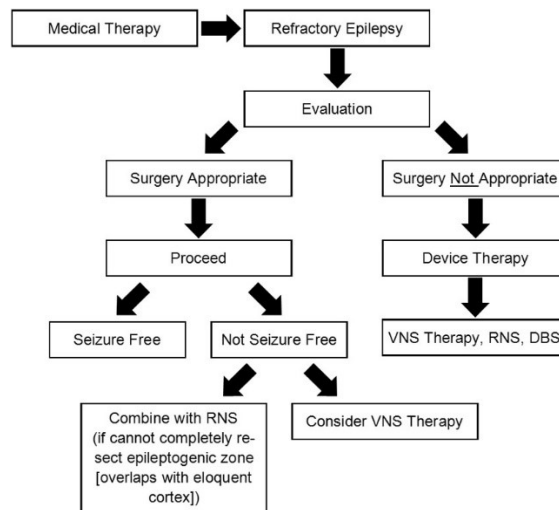 Medical Therapy
Refractory Epilepsy
Evaluation
Surgery Appropriate
Surgery Not Appropriate
Proceed
Device Therapy
Seizure Free
Not Seizure Free
VNS Therapy, RNS, DBS
Combine with RNS
(if cannot completely re-
sect epileptogenic zone
[overlaps with eloquent
cortex])
Consider VNS Therapy